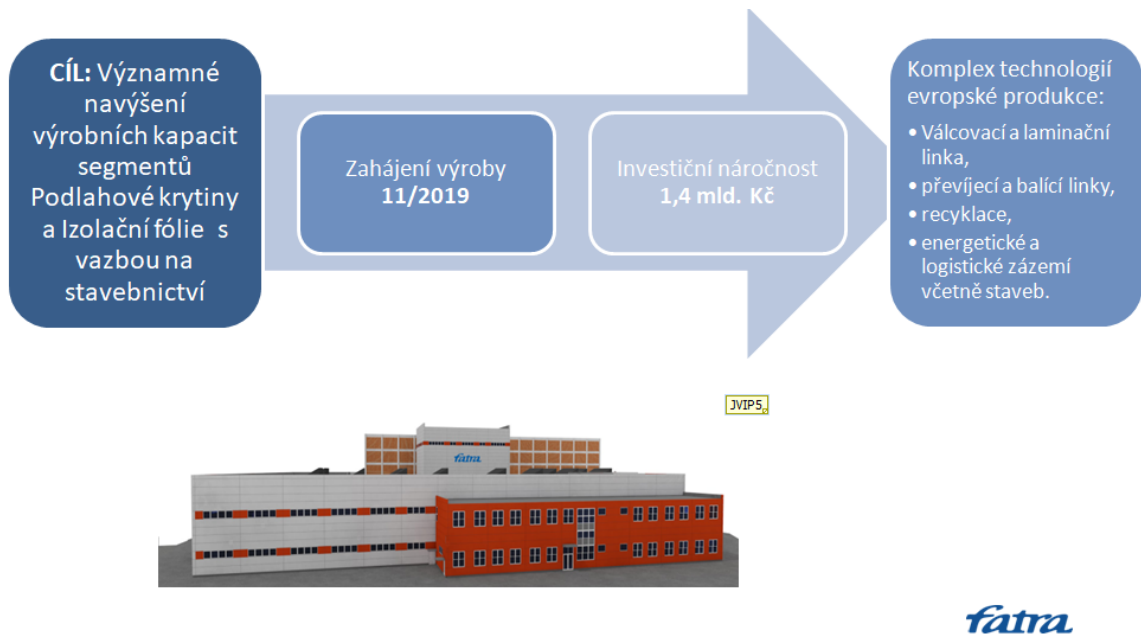 CÍL: Významné
navýšení
výrobních kapacit
segmentů
Podlahové krytiny
a Izolační fólie s
vazbou na
stavebnictví
Zahájení výroby
11/2019
Investiční náročnost
1,4 mld. Kč
Komplex technologií
evropské produkce:
• Válcovací a laminační
linka,
• převíjecí a balící linky,
• recyklace,
• energetické a
logistické zázemí
včetně staveb.
JVIP5
fatra
fatra